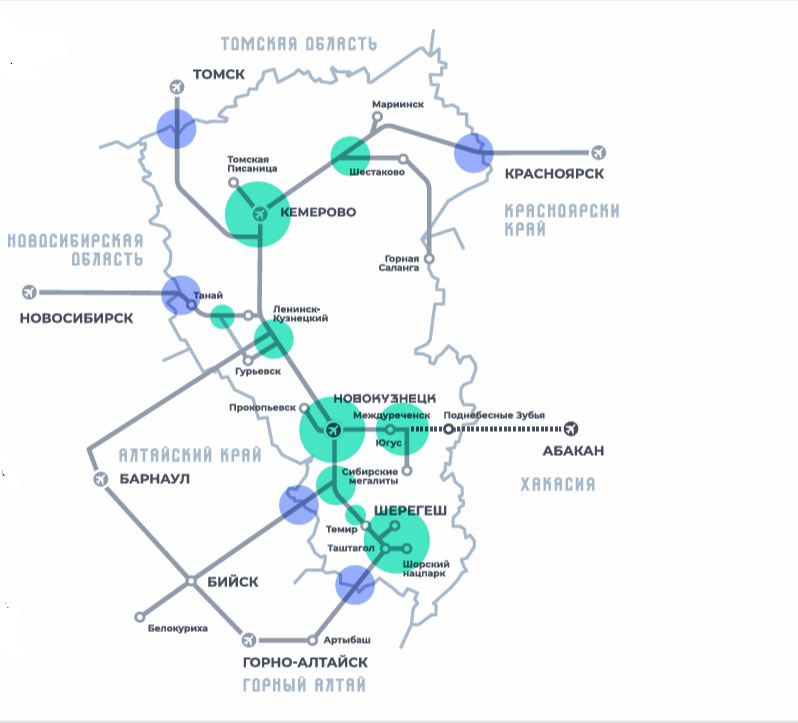 ТОМСКАЯ ОБЛАСТЬ
ТОМСК
Мариинск
Томская
Писаница
Шестаково
КРАСНОЯРСК
КЕМЕРОВО
КРАСНОЯРСКИ
КРАЙ
НОВОСИБИРСКАЯ
ОБЛАСТЬ
Горная
Саланга
Танай
НОВОСИБИРСК
Ленинск-
Кузнецкий
Гурьевск
НОВОКУЗНЕЦК
Прокопьевск
Междуреченск
Поднебесные Зубья
Югус
АБАКАН
АЛТАЙСКИЙ КРАЙ
БАРНАУЛ
Сибирские
мегалиты
ХАКАСИЯ
ШЕРЕГЕШ
Темир
Таштагол
Шорский
нацпарк
БИЙСК
Белокуриха
Артыбаш
ГОРНО-АЛТАЙСК
ГОРНЫЙ АЛТАЙ